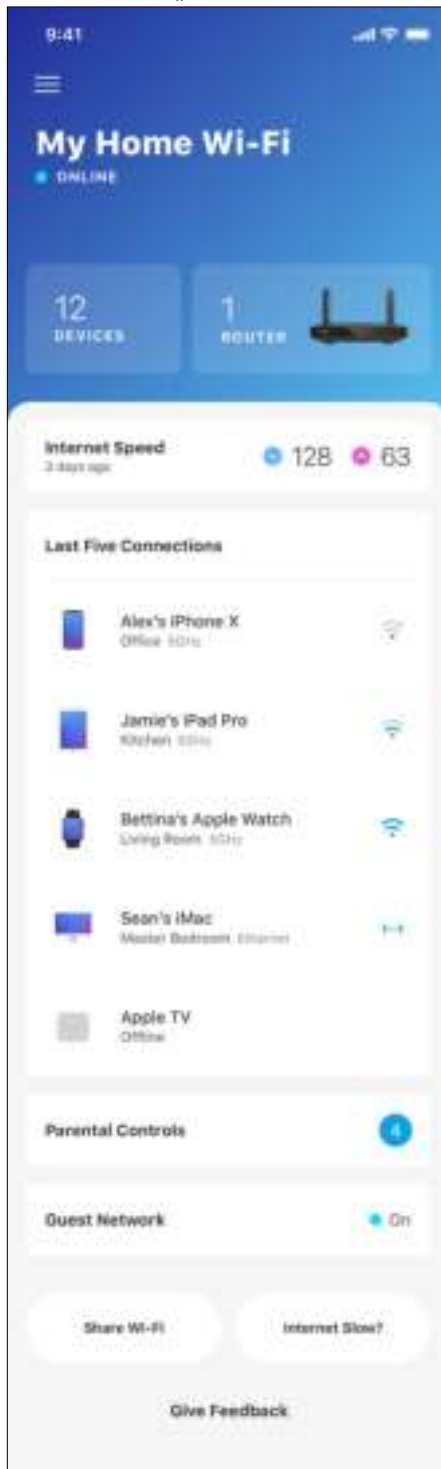 9:41
My Home Wi-Fi
ONLINE
12
DEVICES
1
ROUTER
Internet Speed
3 days ago
128
63
Last Five Connections
Alex's iPhone X
Office 5GHz
Jamie's iPad Pro
Kitchen 5GHz
Bettina's Apple Watch
Living Room 5GHz
Sean's iMac
Master Bedroom Ethernet
Apple TV
Offline
Parental Controls
4
Guest Network
On
Share Wi-Fi
Internet Slow?
Give Feedback